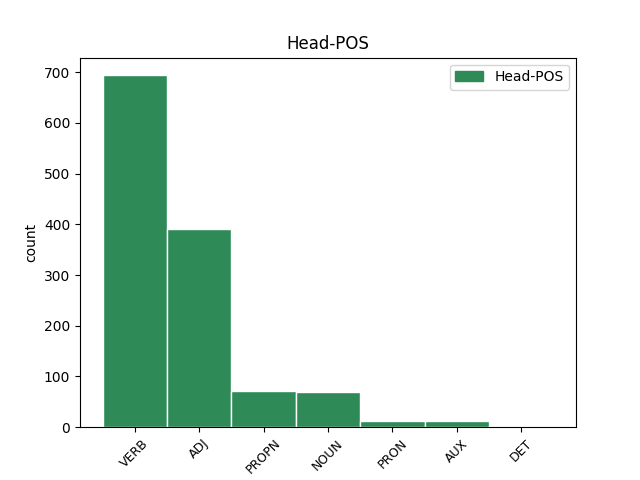 Head-POS
Head-POS
700
600
500
400
300
200
100
0
count
VERB
ADJ
PROPN
NOUN
PRON
AUX
DET